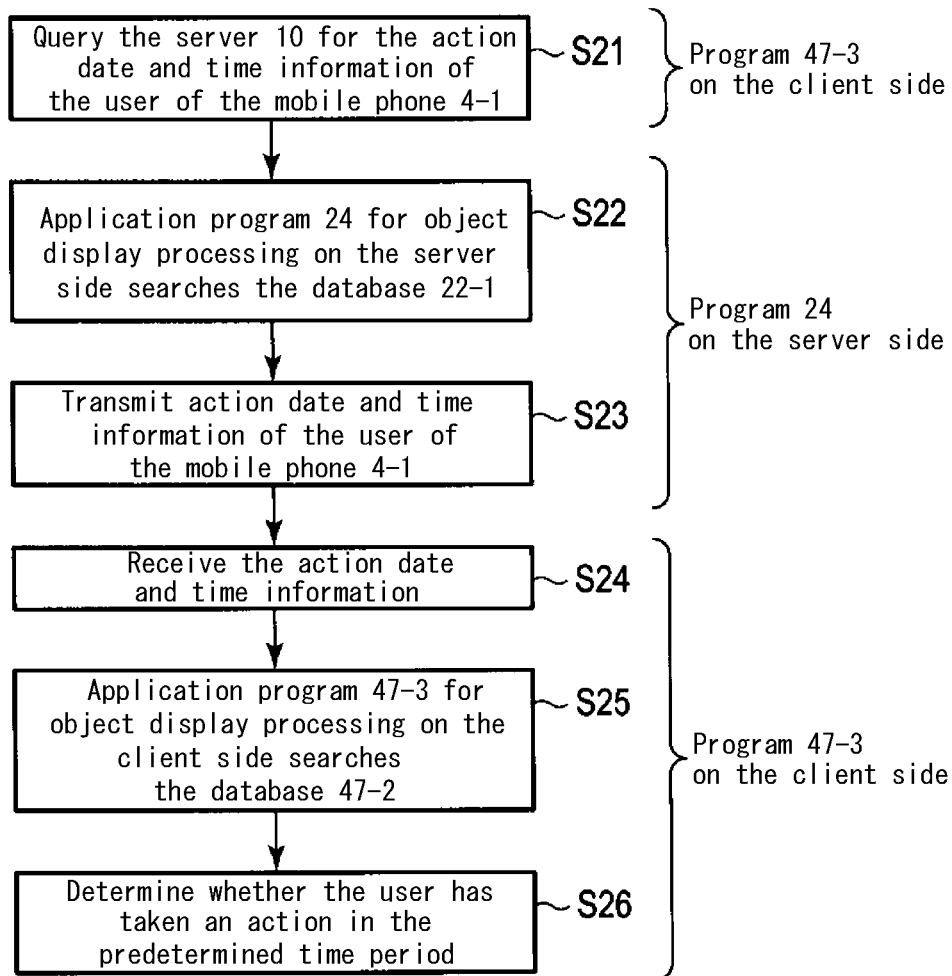 Query the server 10 for the action
date and time information of
the user of the mobile phone 4-1
S21
Program 47-3
on the client side
Application program 24 for object
display processing on the server
side searches the database 22-1
S22
Program 24
on the server side
Transmit action date and time
information of the user of
the mobile phone 4-1
S23
Receive the action date
and time information
S24
Application program 47-3 for
object display processing on the
client side searches
the database 47-2
S25
Program 47-3
on the client side
Determine whether the user has
taken an action in the
predetermined time period
S26